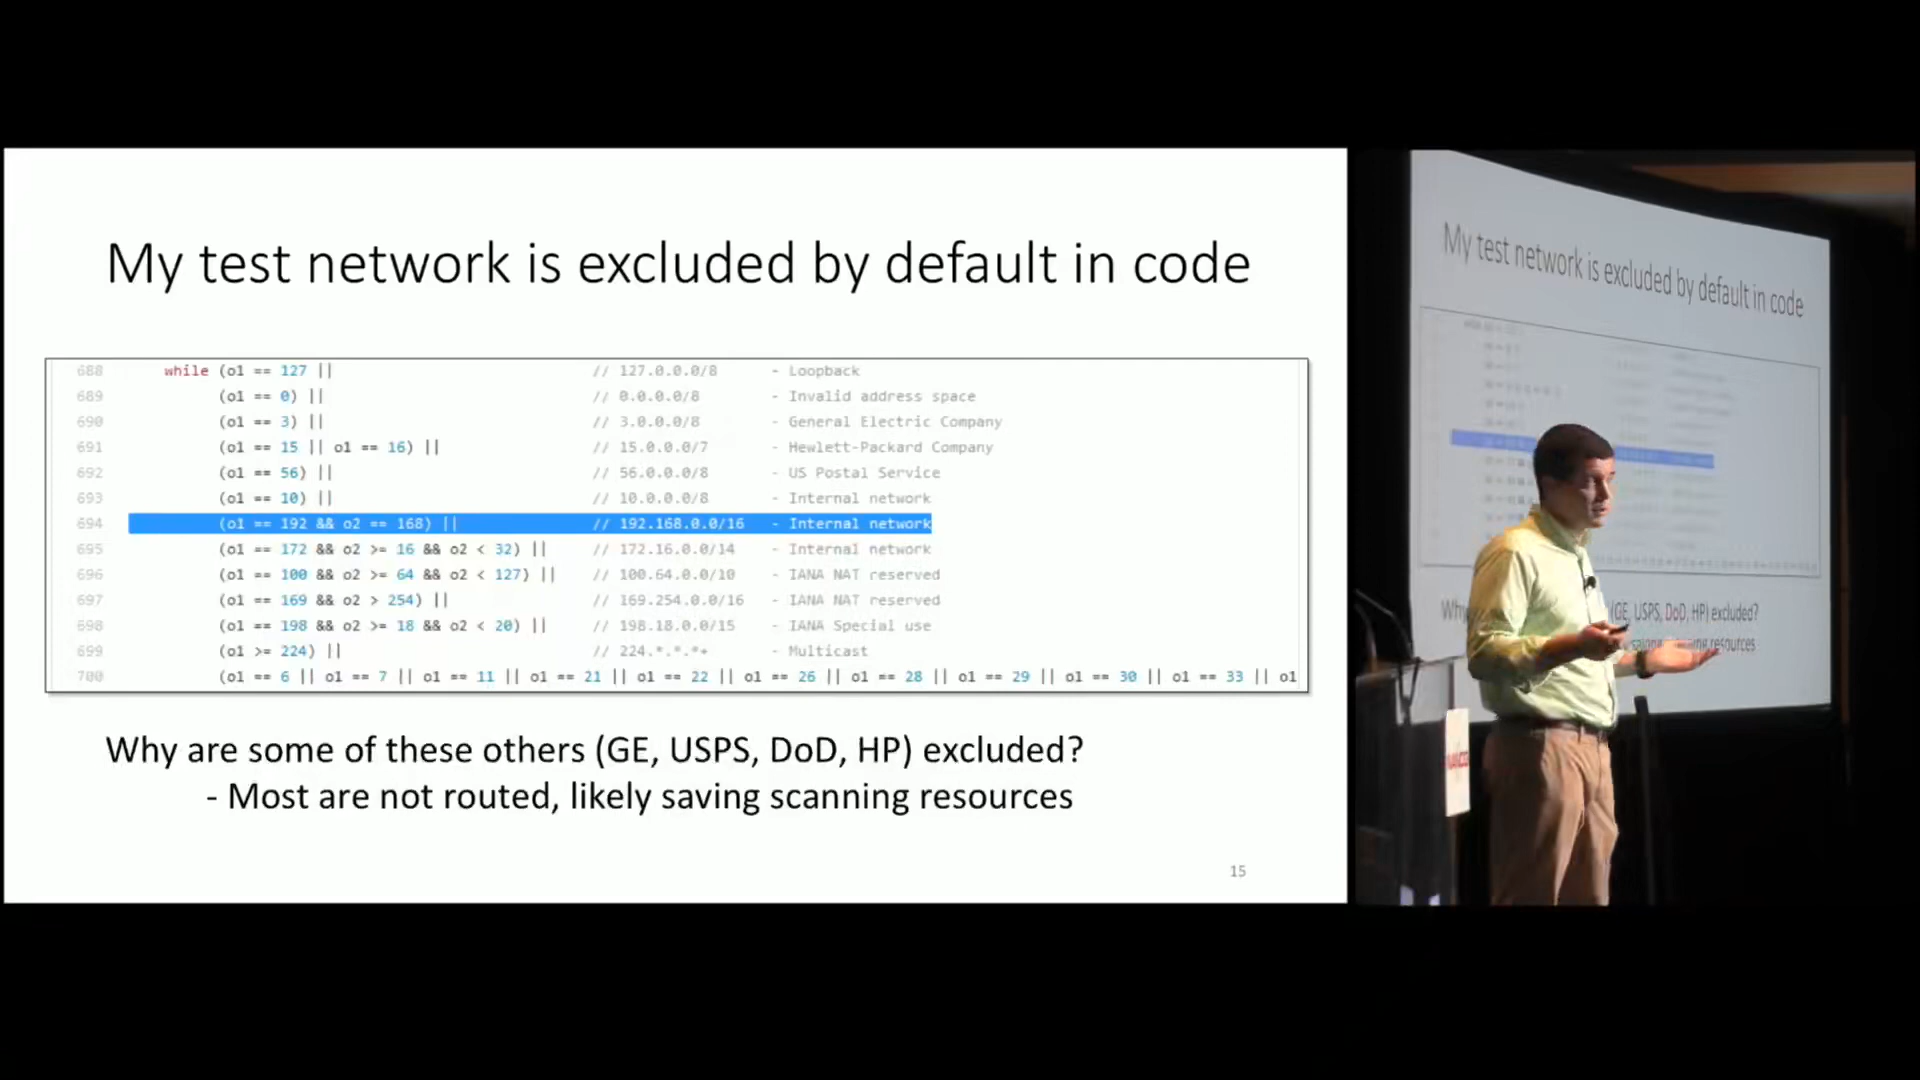 My test network is excluded by default in code
688 while (o1 == 127 || // 127.0.0.0/8 - Loopback
689 (o1 == 0) || // 0.0.0.0/8 - Invalid address space
690 (o1 == 3) || // 3.0.0.0/8 - General Electric Company
691 (o1 == 15 || o1 == 16) || // 15.0.0.0/7 - Hewlett-Packard Company
692 (o1 == 56) || // 56.0.0.0/8 - US Postal Service
693 (o1 == 10) || // 10.0.0.0/8 - Internal network
694 (o1 == 192 && o2 == 168) || // 192.168.0.0/16 - Internal network
695 (o1 == 172 && o2 >= 16 && o2 < 32) || // 172.16.0.0/14 - Internal network
696 (o1 == 100 && o2 >= 64 && o2 < 127) || // 100.64.0.0/10 - IANA NAT reserved
697 (o1 == 169 && o2 > 254) || // 169.254.0.0/16 - IANA NAT reserved
698 (o1 == 198 && o2 >= 18 && o2 < 20) || // 198.18.0.0/15 - IANA Special use
699 (o1 >= 224) || // 224.*.*.*+ - Multicast
700 (o1 == 6 || o1 == 7 || o1 == 11 || o1 == 21 || o1 == 22 || o1 == 26 || o1 == 28 || o1 == 29 || o1 == 30 || o1 == 33 || o1
Why are some of these others (GE, USPS, DoD, HP) excluded?
- Most are not routed, likely saving scanning resources
15
My test network is excluded by default in code
(GE, USPS, DoD, HP) excluded?
resources